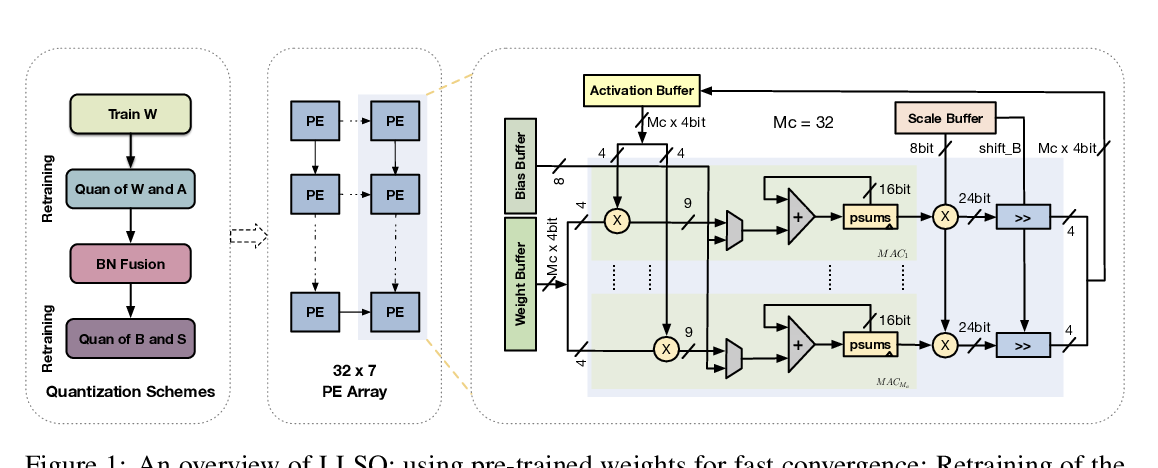 Train W
Quan of W and A
BN Fusion
Quan of B and S
Retraining
Retraining
Quantization Schemes
PE
PE
PE
PE
PE
PE
32 x 7
PE Array
Activation Buffer
Mc x 4bit
Mc = 32
Scale Buffer
8bit
shift_B
Mc x 4bit
Bias Buffer
8
Weight Buffer
Mc x 4bit
4
4
4
X
9
+
16bit
psums
MAC₁
X
24bit
>>
4
4
X
9
+
16bit
psums
X
24bit
>>
4
Figure 1: An overview of LLSQ: using pre-trained weights for fast convergence; Retraining of the